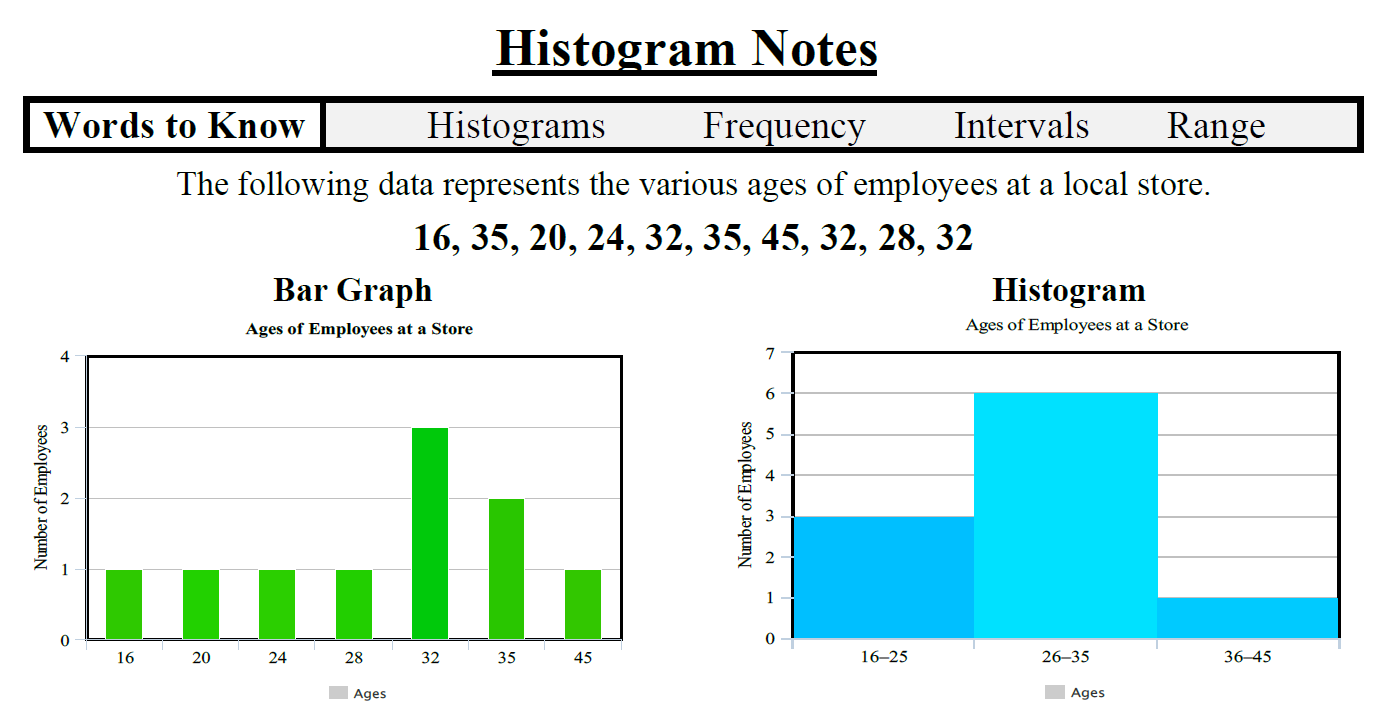 Histogram Notes
Words to Know Histograms Frequency Intervals Range
The following data represents the various ages of employees at a local store.
16, 35, 20, 24, 32, 35, 45, 32, 28, 32
Bar Graph
Ages of Employees at a Store
Number of Employees
4
3
2
1
0
16 20 24 28 32 35 45
Ages
Histogram
Ages of Employees at a Store
Number of Employees
7
6
5
4
3
2
1
0
16–25 26–35 36–45
Ages